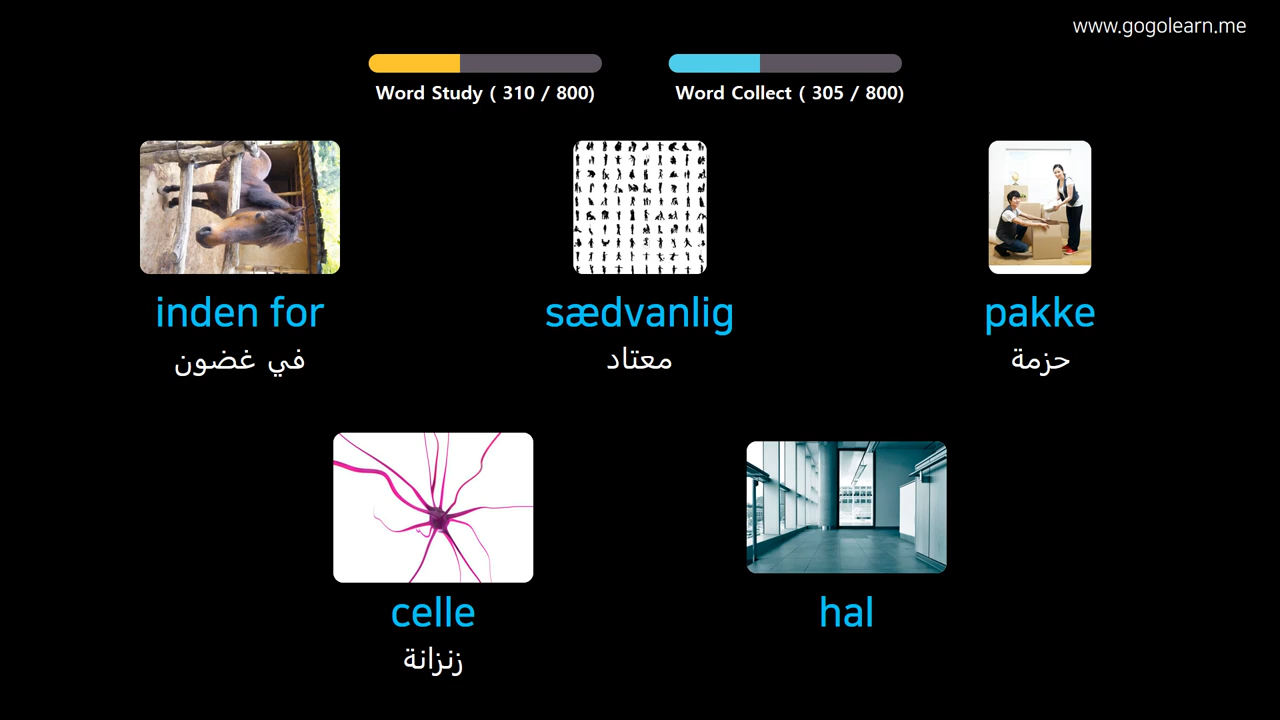 www.gogolearn.me
Word Study ( 310 / 800)
Word Collect ( 305 / 800)
inden for
في غضون
sædvanlig
معتاد
pakke
حزمة
celle
زنزانة
hal